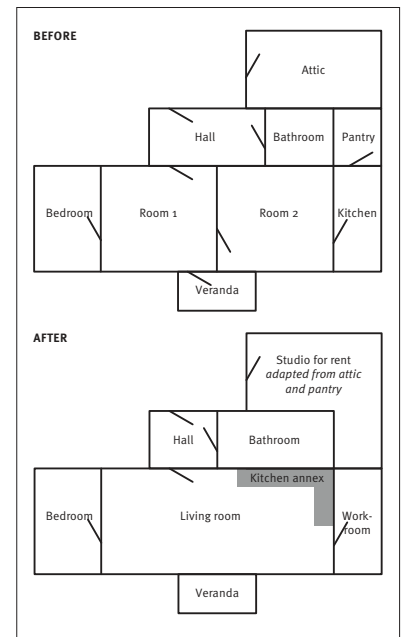 BEFORE
Attic
Hall
Bathroom
Pantry
Bedroom
Room 1
Room 2
Kitchen
Veranda
AFTER
Studio for rent
adapted from attic
and pantry
Hall
Bathroom
Kitchen annex
Bedroom
Living room
Work-
room
Veranda